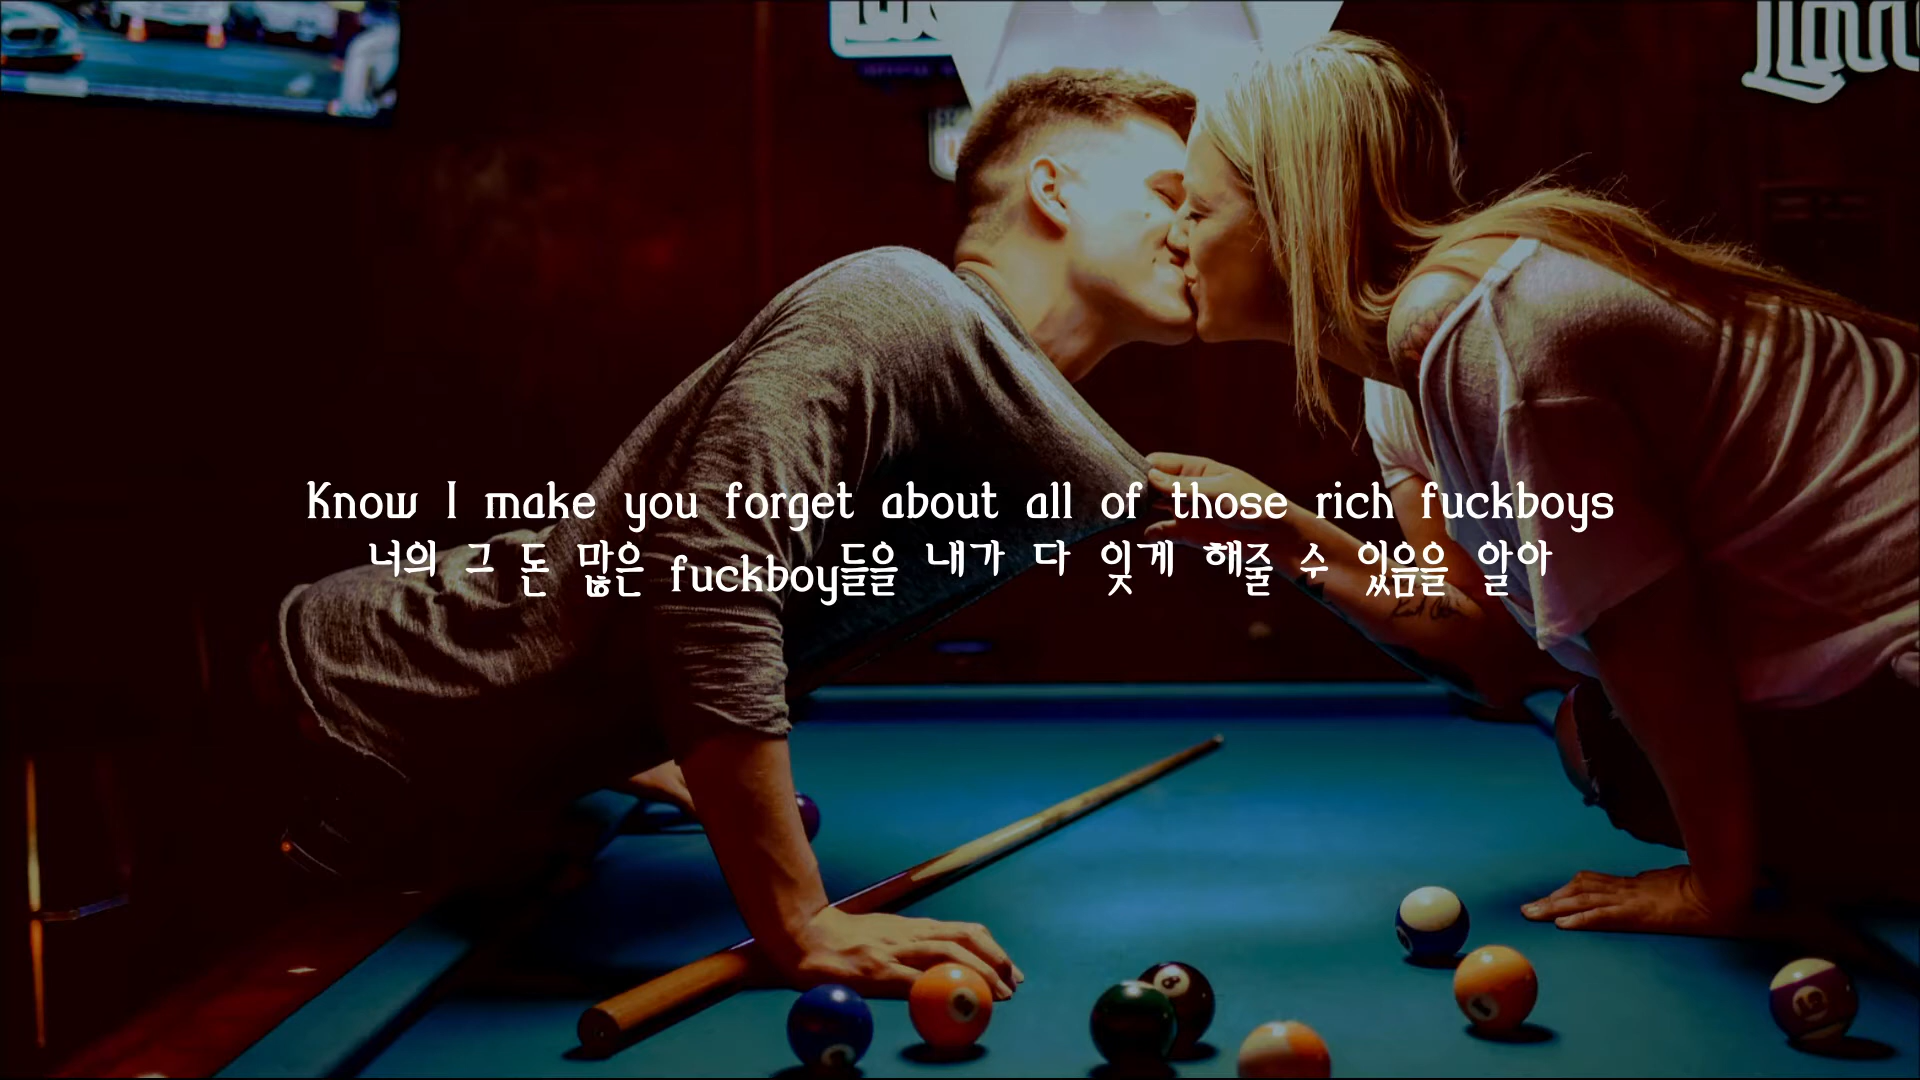 Know I make you forget about all of those rich fuckboys
너의 그 돈 많은 fuckboy들을 내가 다 잊게 해줄 수 있음을 알아
8